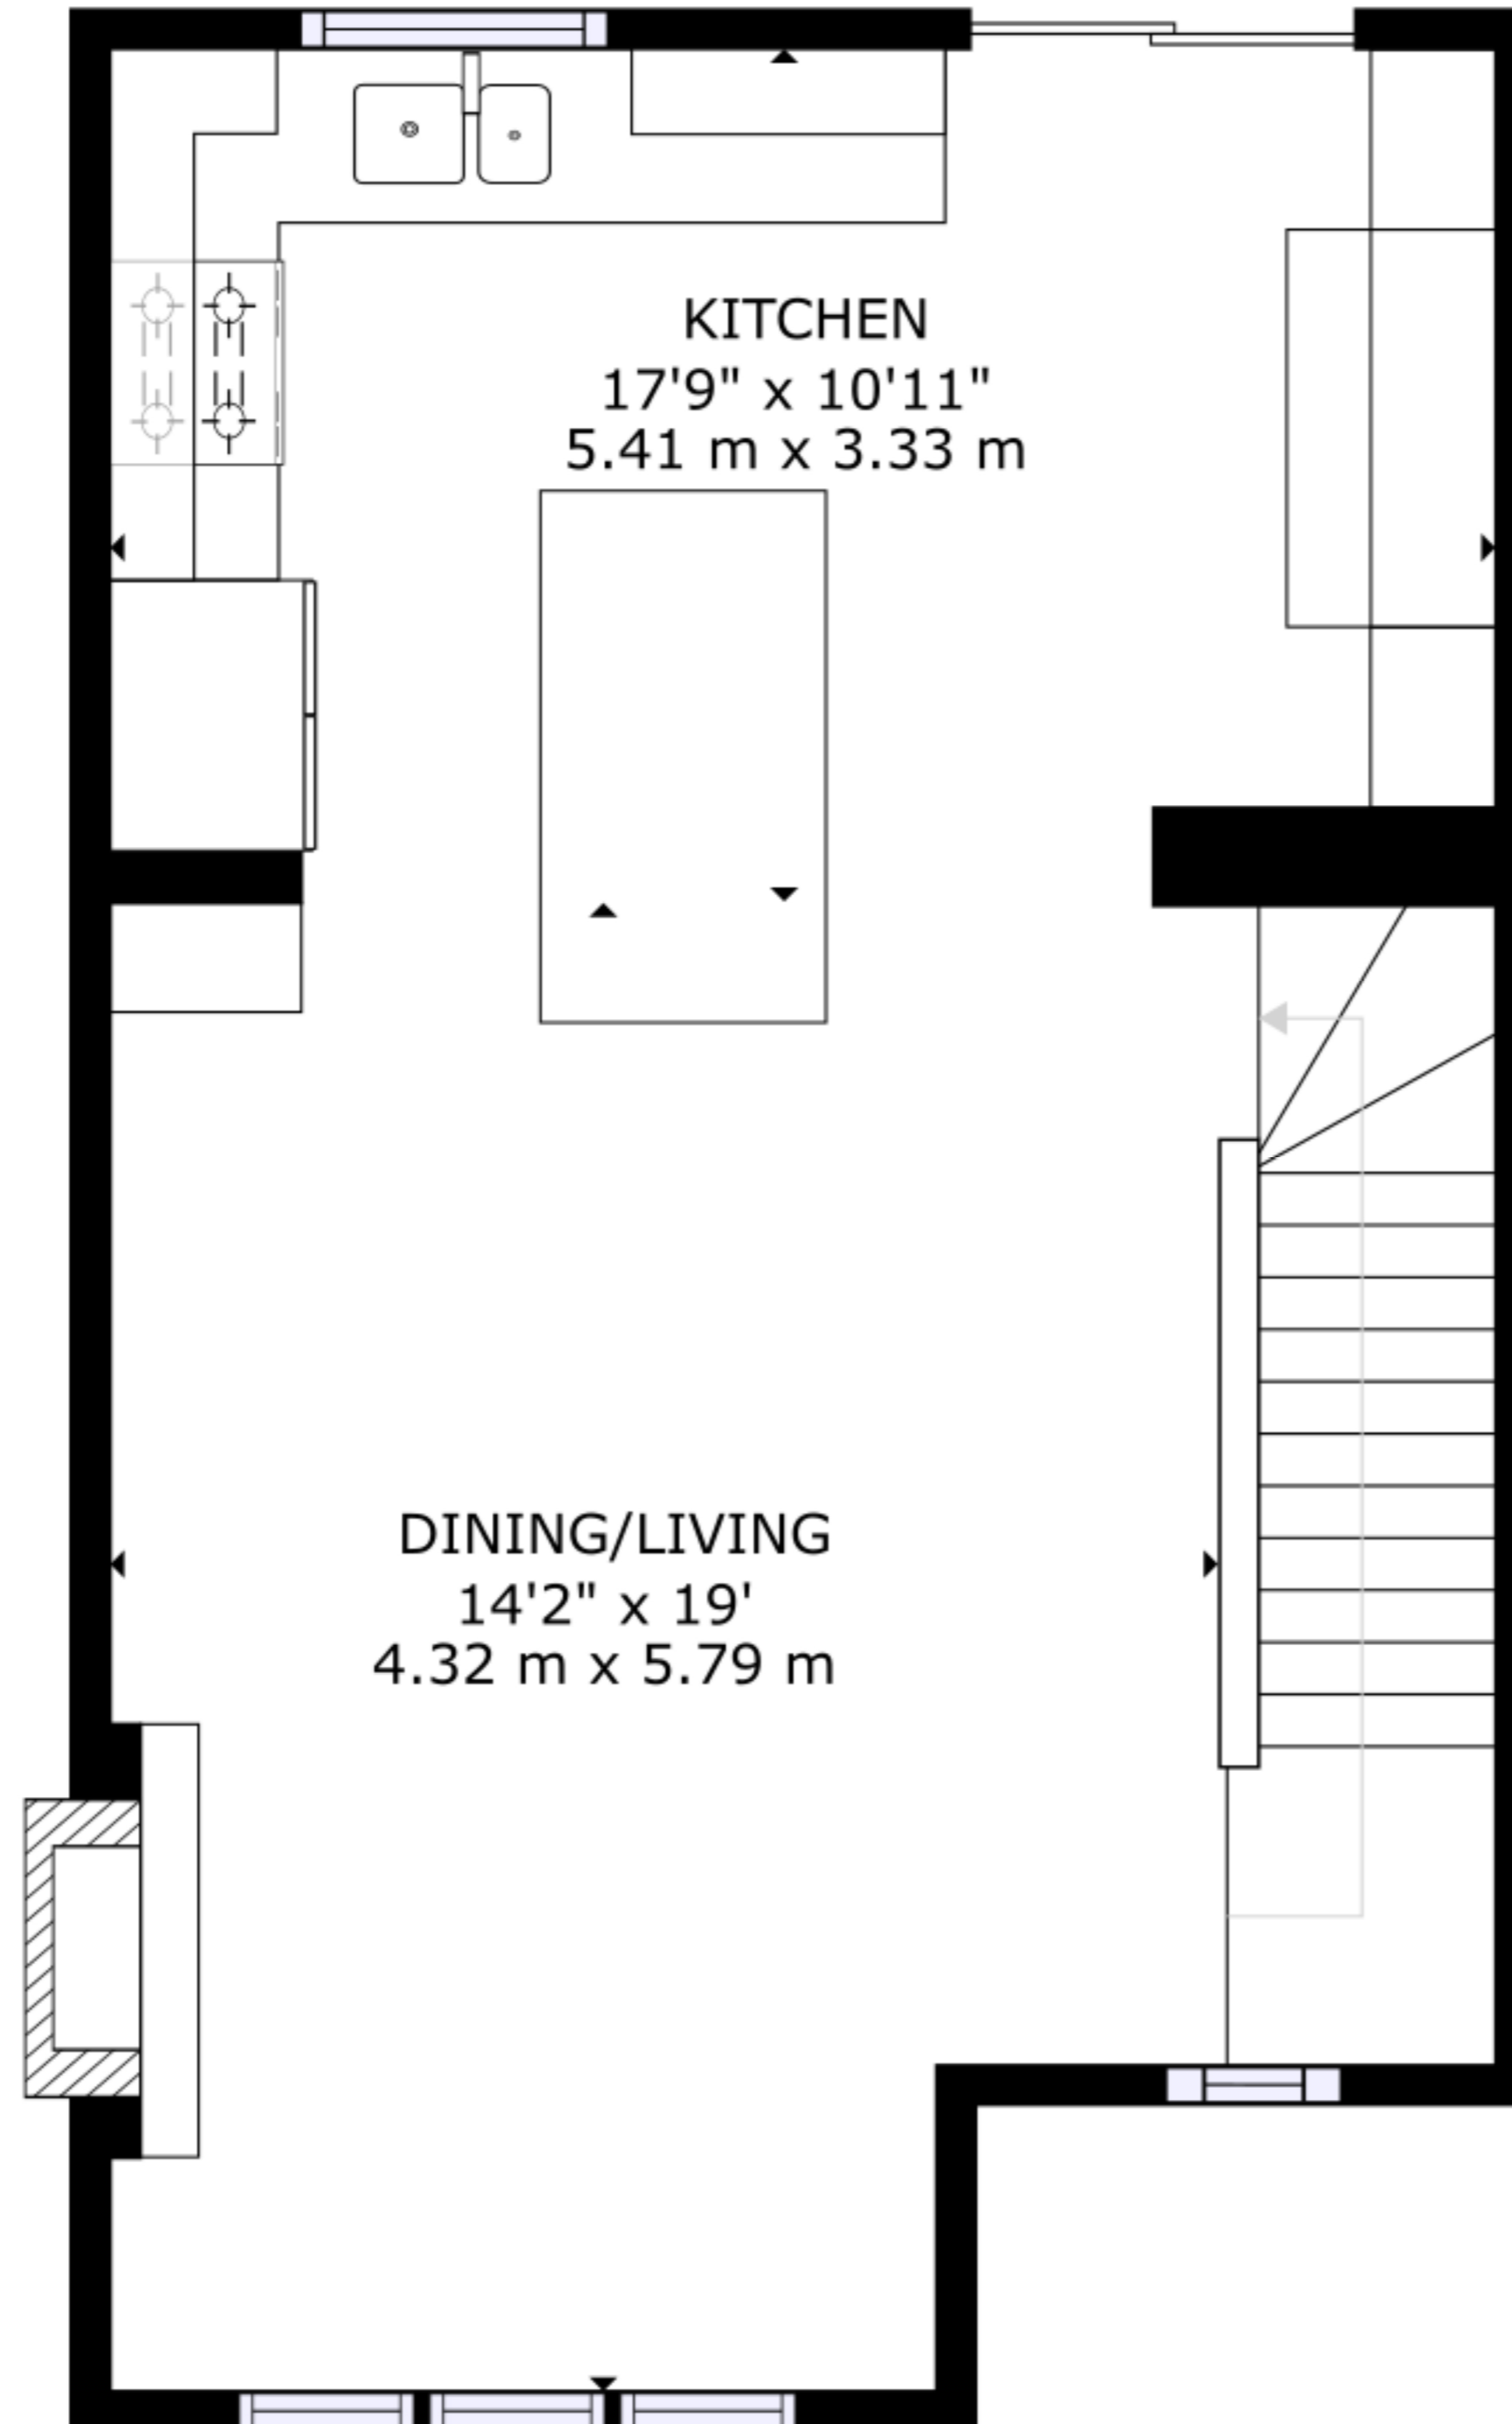 KITCHEN
17'9" x 10'11"
5.41 m x 3.33 m
DINING/LIVING
14'2" x 19'
4.32 m x 5.79 m